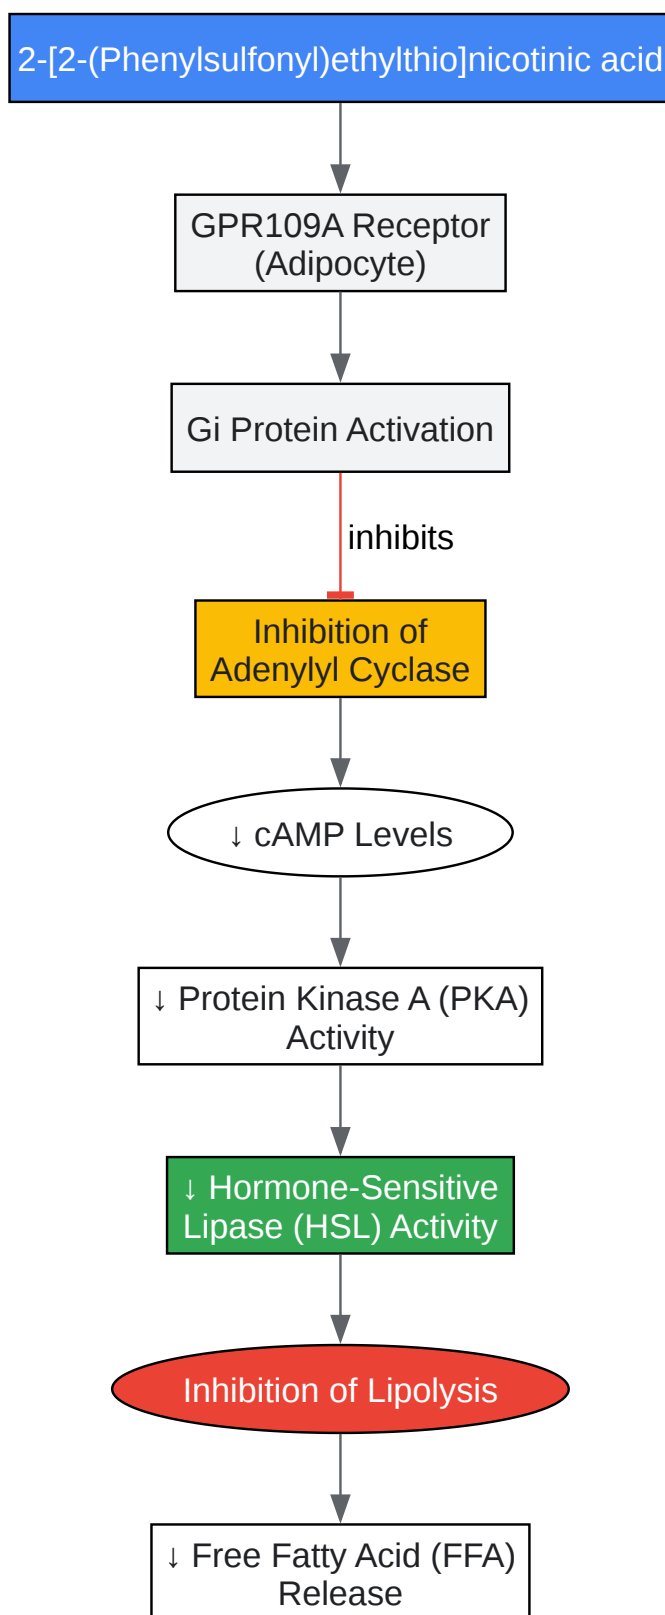 2-[2-(Phenylsulfonyl)ethylthio]nicotinic acid
GPR109A Receptor
(Adipocyte)
Gi Protein Activation
inhibits
Inhibition of
Adenylyl Cyclase
↓ cAMP Levels
↓ Protein Kinase A (PKA)
Activity
↓ Hormone-Sensitive
Lipase (HSL) Activity
Inhibition of Lipolysis
↓ Free Fatty Acid (FFA)
Release